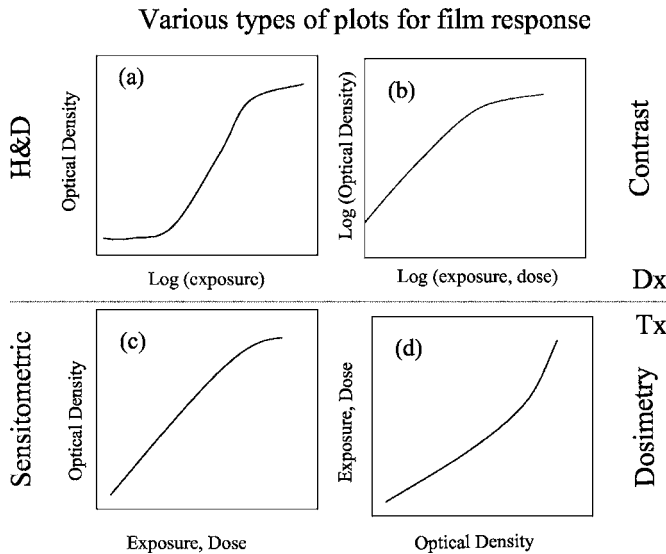 Various types of plots for film response
H&D
Optical Density
(a)
Log (exposure)
Log (Optical Density)
(b)
Log (exposure, dose)
Contrast
Dx
Tx
Sensitometric
Optical Density
(c)
Exposure, Dose
Exposure, Dose
(d)
Optical Density
Dosimetry